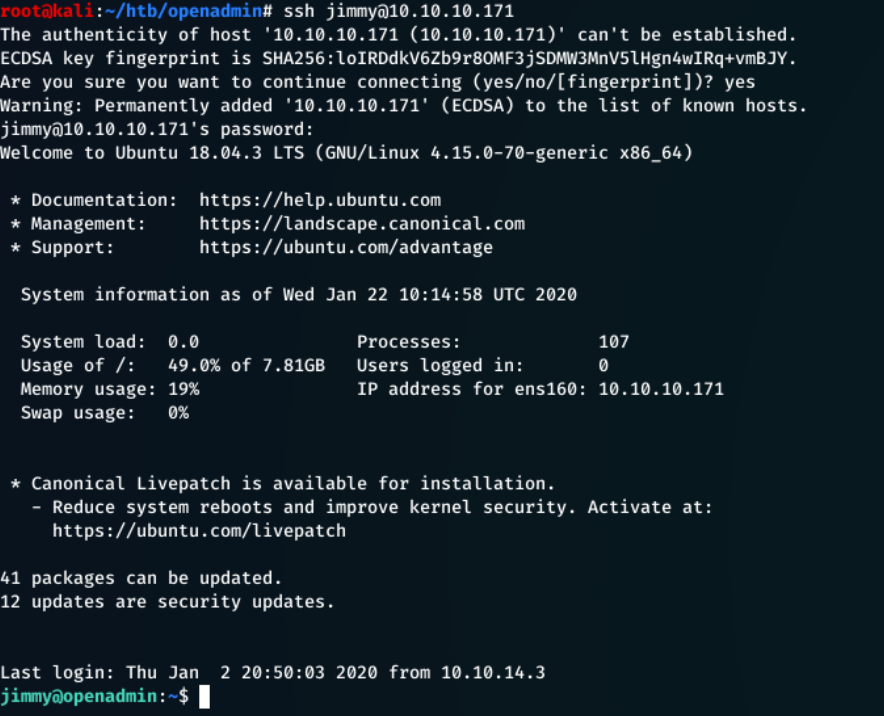 root@kali:~/htb/openadmin# ssh jimmy@10.10.10.171
The authenticity of host '10.10.10.171 (10.10.10.171)' can't be established.
ECDSA key fingerprint is SHA256:loIRDdkV6Zb9r8OMF3jSDMW3MnV5lHgn4wIRq+vmBJY.
Are you sure you want to continue connecting (yes/no/[fingerprint])? yes
Warning: Permanently added '10.10.10.171' (ECDSA) to the list of known hosts.
jimmy@10.10.10.171's password:
Welcome to Ubuntu 18.04.3 LTS (GNU/Linux 4.15.0-70-generic x86_64)

 * Documentation:  https://help.ubuntu.com
 * Management:     https://landscape.canonical.com
 * Support:        https://ubuntu.com/advantage

  System information as of Wed Jan 22 10:14:58 UTC 2020

  System load:  0.0               Processes:             107
  Usage of /:   49.0% of 7.81GB   Users logged in:       0
  Memory usage: 19%               IP address for ens160: 10.10.10.171
  Swap usage:   0%

 * Canonical Livepatch is available for installation.
   - Reduce system reboots and improve kernel security. Activate at:
     https://ubuntu.com/livepatch

41 packages can be updated.
12 updates are security updates.

Last login: Thu Jan  2 20:50:03 2020 from 10.10.14.3
jimmy@openadmin:~$